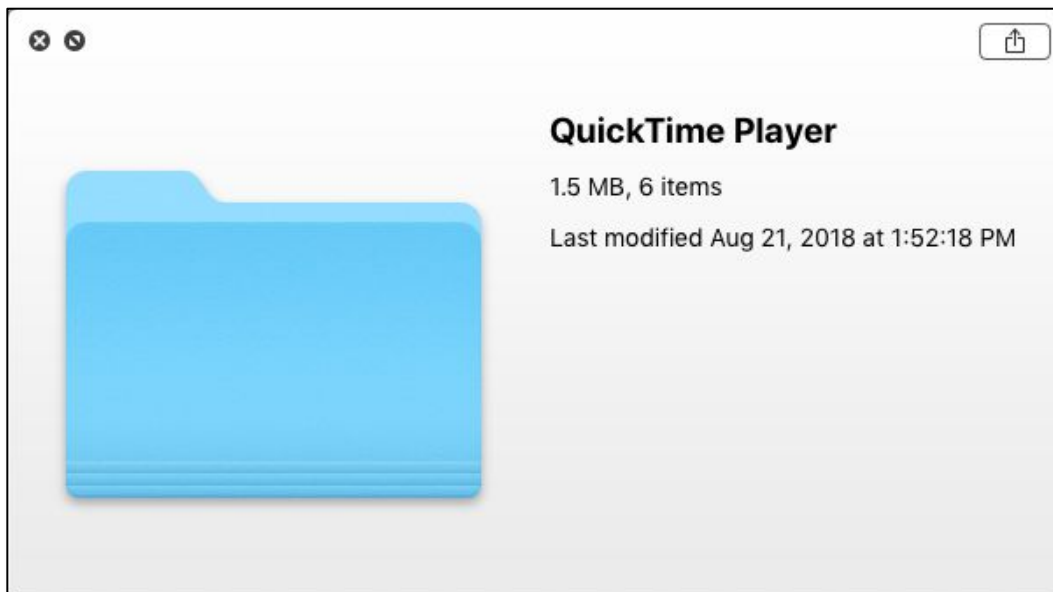 QuickTime Player
1.5 MB, 6 items
Last modified Aug 21, 2018 at 1:52:18 PM